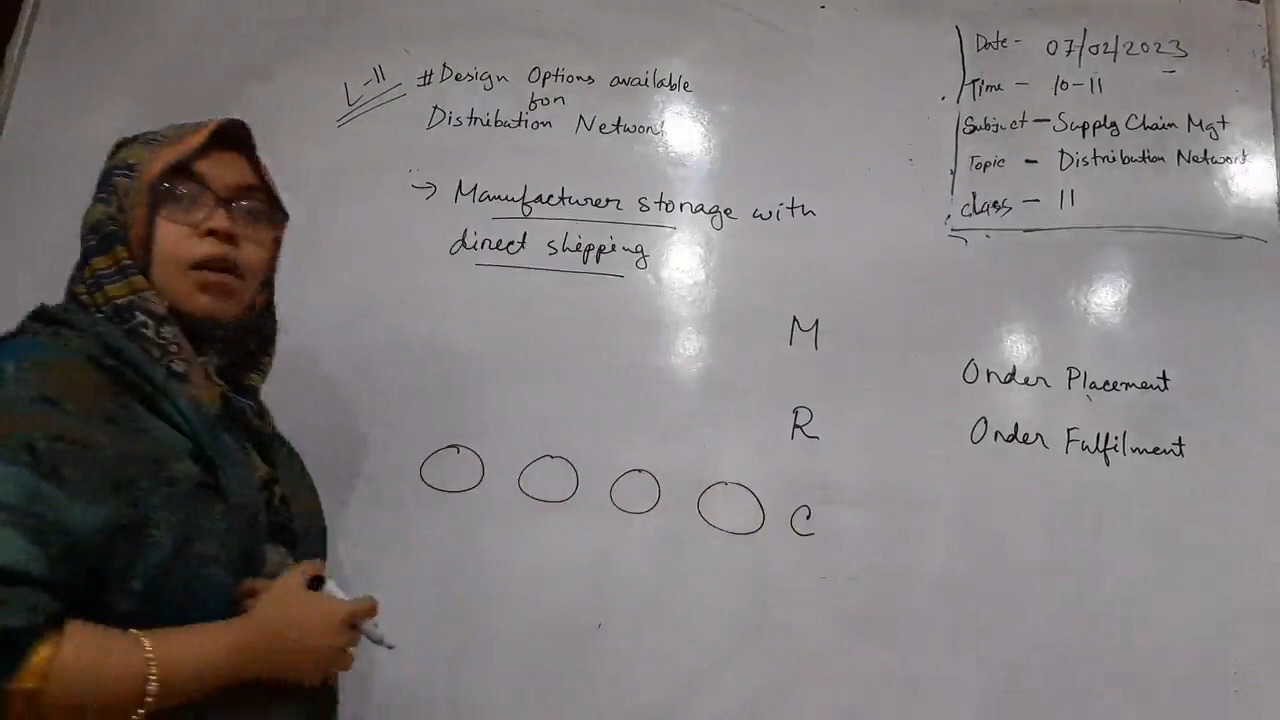 L-11
#Design Options available
for
Distribution Network
→ Manufacturer storage with
direct shipping
M
R
C
Date- 07/02/2023
Time - 10-11
Subject - Supply Chain Mgt
Topic - Distribution Network
class - 11
Order Placement
Order Fulfilment